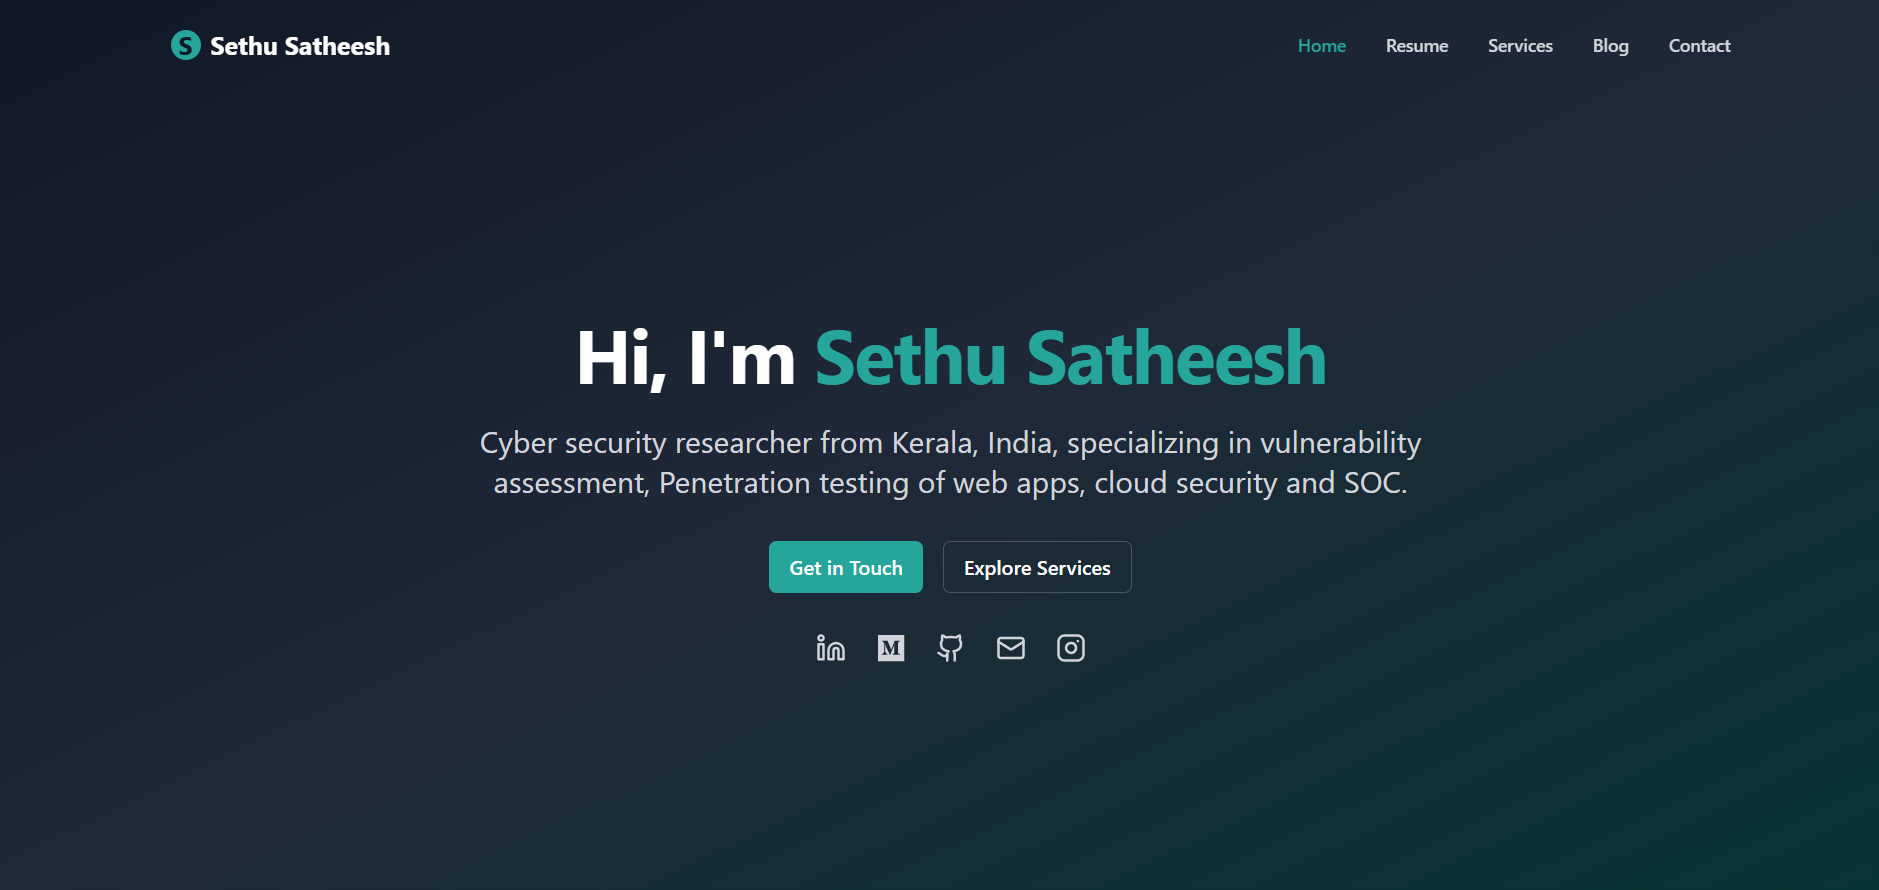 S Sethu Satheesh
Home Resume Services Blog Contact
Hi, I'm Sethu Satheesh
Cyber security researcher from Kerala, India, specializing in vulnerability
assessment, Penetration testing of web apps, cloud security and SOC.
Get in Touch Explore Services
in M